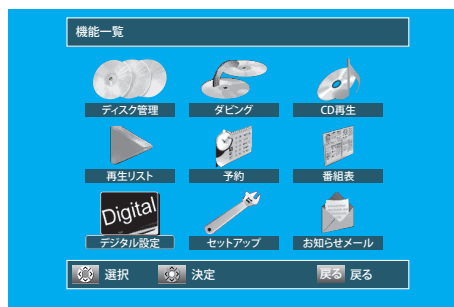 機能一覧
ディスク管理 ダビング CD再生
再生リスト 予約 番組表
Digital
デジタル設定 セットアップ お知らせメール
選択 決定 戻る 戻る